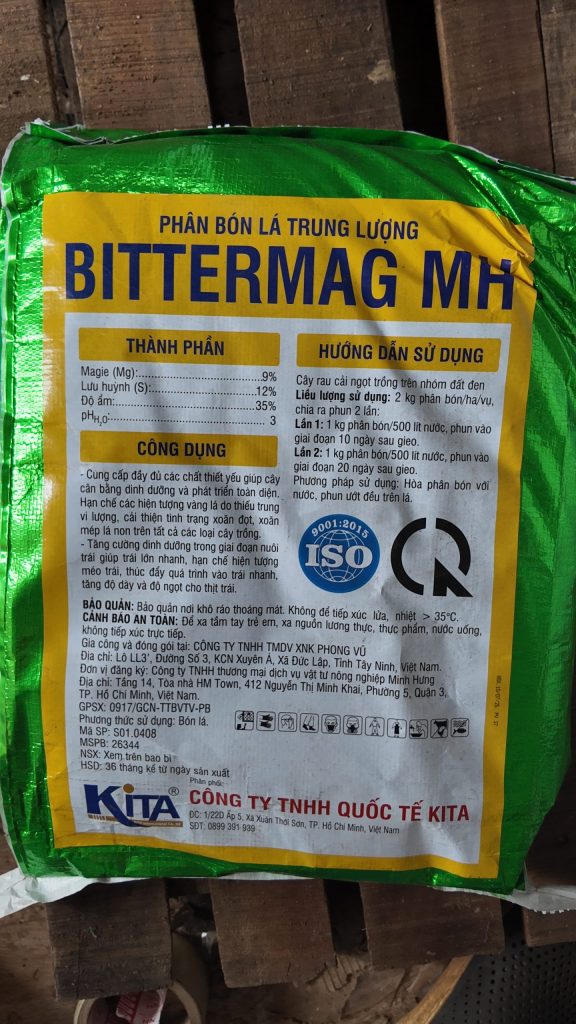 PHÂN BÓN LÁ TRUNG LƯỢNG
BITTERMAG MH
THÀNH PHẦN
Magie (Mg):..............................9%
Lưu huỳnh (S):..........................12%
Độ ẩm:.....................................35%
pHH₂O:..................................... 3
CÔNG DỤNG
- Cung cấp đầy đủ các chất thiết yếu giúp cây
cân bằng dinh dưỡng và phát triển toàn diện.
Hạn chế các hiện tượng vàng lá do thiếu trung
vi lượng, cải thiện tình trạng xoăn đọt, xoăn
mép lá non trên tất cả các loại cây trồng.
- Tăng cường dinh dưỡng trong giai đoạn nuôi
trái giúp trái lớn nhanh, hạn chế hiện tượng
méo trái, thúc đẩy quá trình vào trái nhanh,
tăng độ dày và độ ngọt cho thịt trái.
HƯỚNG DẪN SỬ DỤNG
Cây rau cải ngọt trồng trên nhóm đất đen
Liều lượng sử dụng: 2 kg phân bón/ha/vụ,
chia ra phun 2 lần:
Lần 1: 1 kg phân bón/500 lít nước, phun vào
giai đoạn 10 ngày sau gieo.
Lần 2: 1 kg phân bón/500 lít nước, phun vào
giai đoạn 20 ngày sau gieo.
Phương pháp sử dụng: Hòa phân bón với
nước, phun ướt đều trên lá.
9001:2015
ISO
BẢO QUẢN: Bảo quản nơi khô ráo thoáng mát. Không để tiếp xúc lửa, nhiệt > 35°C.
CẢNH BÁO AN TOÀN: Để xa tầm tay trẻ em, xa nguồn lương thực, thực phẩm, nước uống,
không tiếp xúc trực tiếp.
Gia công và đóng gói tại: CÔNG TY TNHH TMDV XNK PHONG VŨ
Địa chỉ: Lô LL3', Đường Số 3, KCN Xuyên Á, Xã Đức Lập, Tỉnh Tây Ninh, Việt Nam.
Đơn vị đăng ký: Công ty TNHH thương mại dịch vụ vật tư nông nghiệp Minh Hưng
Địa chỉ: Tầng 14, Tòa nhà HM Town, 412 Nguyễn Thị Minh Khai, Phường 5, Quận 3,
TP. Hồ Chí Minh, Việt Nam.
GPSX: 0917/GCN-TTBVTV-PB
Phương thức sử dụng: Bón lá.
Mã SP: S01.0408
MSPB: 26344
NSX: Xem trên bao bì
HSD: 36 tháng kể từ ngày sản xuất
Phân phối:
KiTA®
CÔNG TY TNHH QUỐC TẾ KITA
ĐC: 1/22D Ấp 5, Xã Xuân Thới Sơn, TP. Hồ Chí Minh, Việt Nam
SDT: 0899 391 939